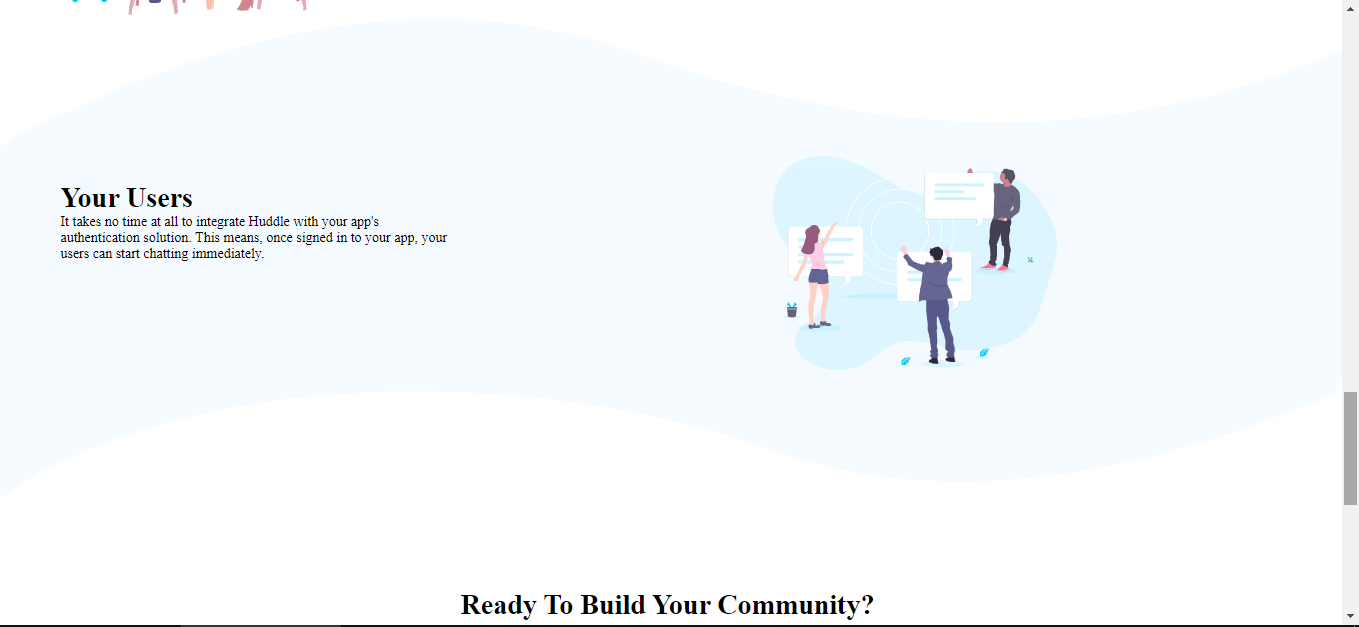 Your Users
It takes no time at all to integrate Huddle with your app's
authentication solution. This means, once signed in to your app, your
users can start chatting immediately.
Ready To Build Your Community?